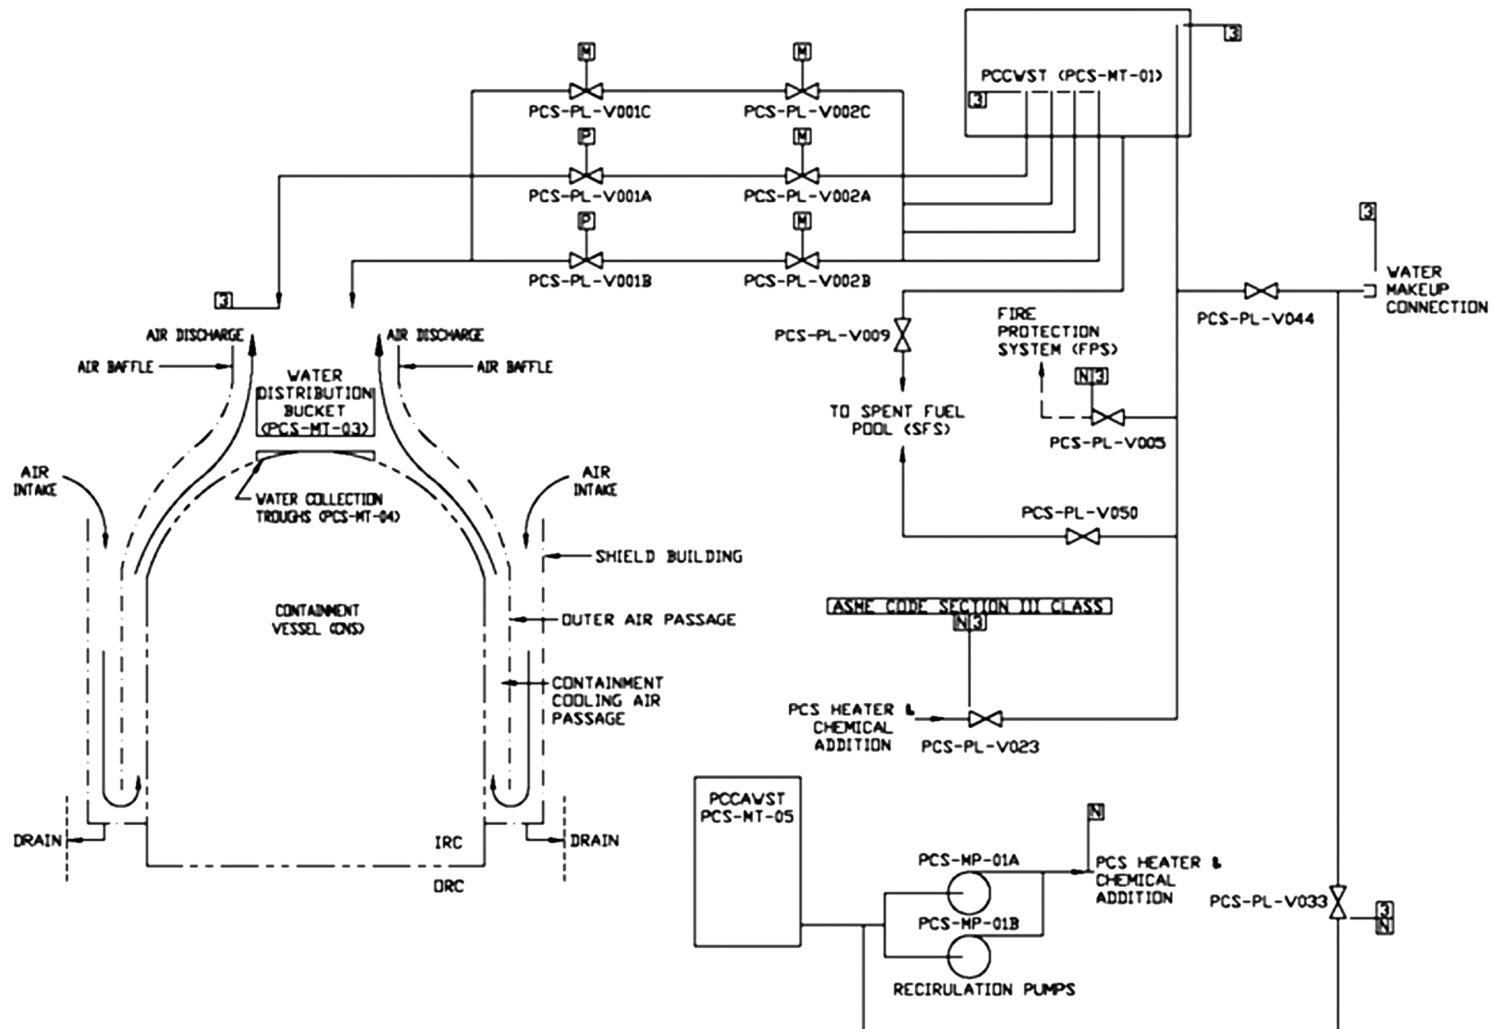 M
M
3
PCCWST (PCS-MT-01)
3
PCS-PL-V001C
PCS-PL-V002C
P
M
PCS-PL-V001A
PCS-PL-V002A
P
M
3
PCS-PL-V001B
PCS-PL-V002B
WATER
MAKEUP
CONNECTION
3
AIR DISCHARGE
AIR DISCHARGE
AIR BAFFLE
AIR BAFFLE
PCS-PL-V009
FIRE
PROTECTION
SYSTEM (FPS)
PCS-PL-V044
WATER
DISTRIBUTION
BUCKET
(PCS-MT-03)
N 3
TO SPENT FUEL
POOL (SFS)
PCS-PL-V005
AIR
INTAKE
AIR
INTAKE
WATER COLLECTION
TROUGHS (PCS-MT-04)
PCS-PL-V050
SHIELD BUILDING
CONTAINMENT
VESSEL (CNS)
OUTER AIR PASSAGE
ASME CODE SECTION III CLASS
N 3
CONTAINMENT
COOLING AIR
PASSAGE
PCS HEATER &
CHEMICAL
ADDITION
PCS-PL-V023
PCCAWST
PCS-MT-05
N
DRAIN
IRC
DRAIN
ORC
PCS-MP-01A
PCS HEATER &
CHEMICAL
ADDITION
PCS-MP-01B
PCS-PL-V033
3
N
RECIRULATION PUMPS